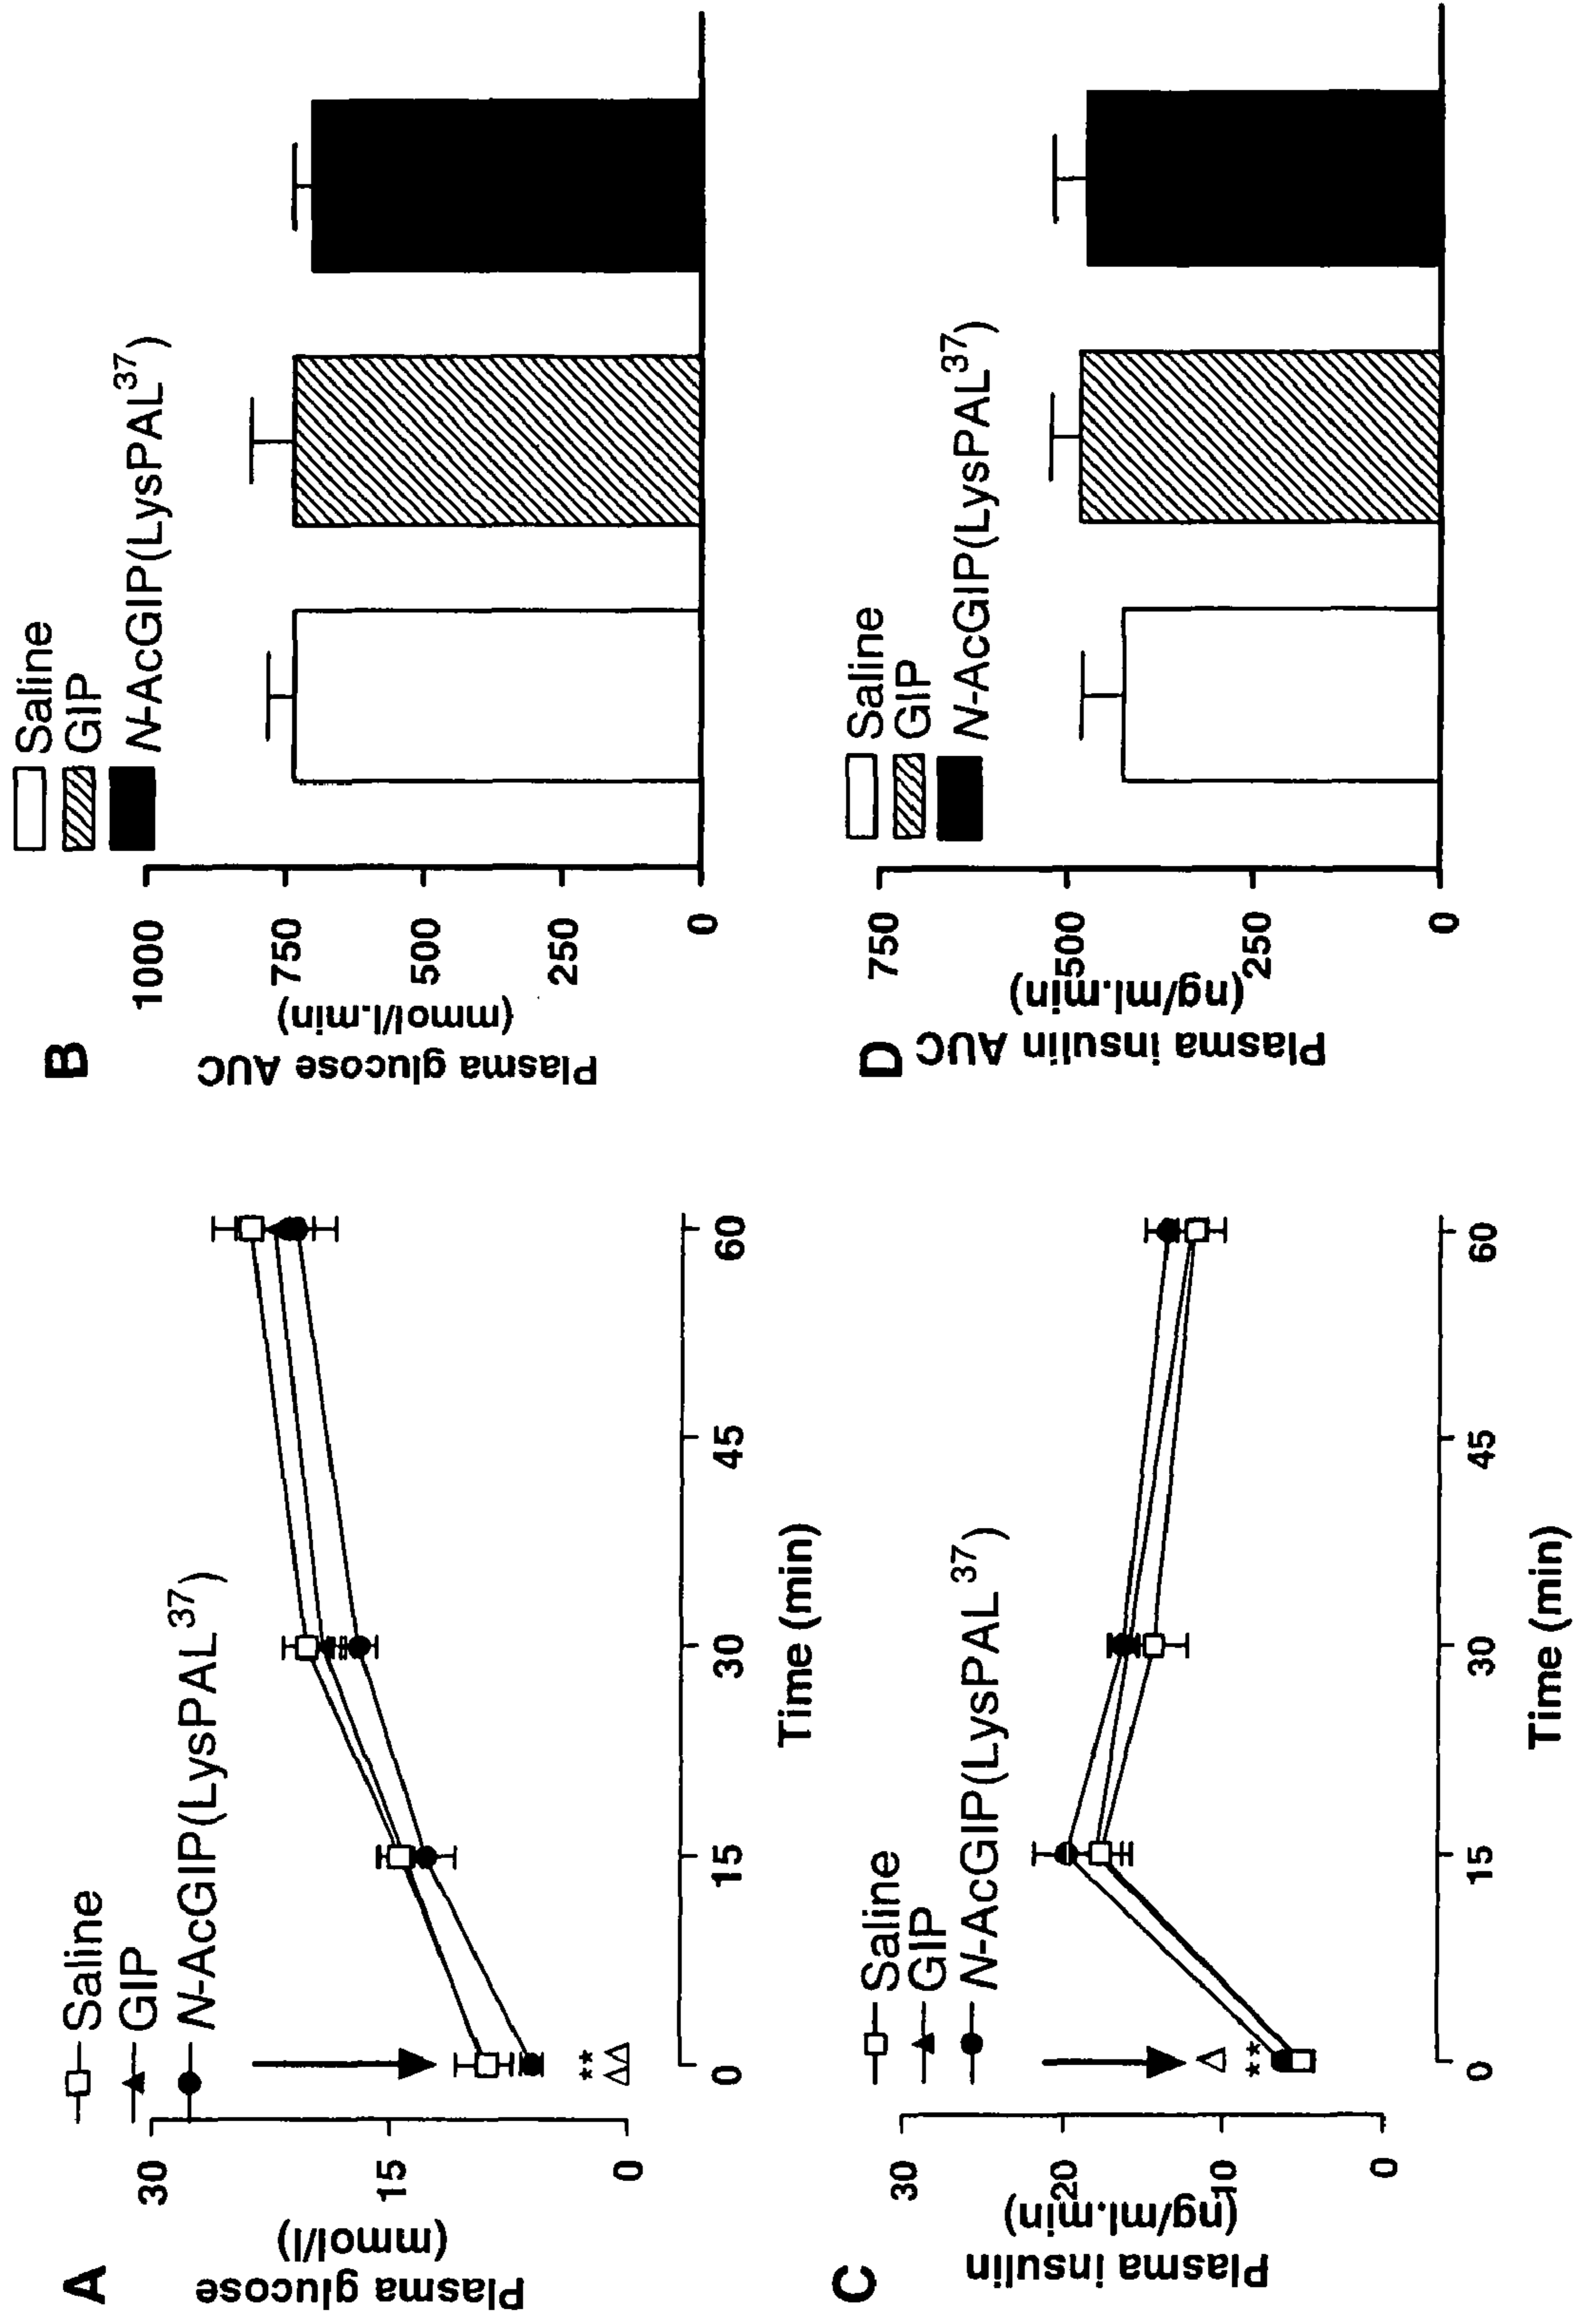 A
Saline
GIP
N-AcGIP(LysPAL37)
Plasma glucose
(mmol/l)
30
15
0
**
△△
0
15
30
45
60
Time (min)
B
Saline
GIP
N-AcGIP(LysPAL37)
Plasma glucose AUC
(mmol/l.min)
1000
750
500
250
0
C
Saline
GIP
N-AcGIP(LysPAL37)
Plasma insulin
(ng/ml.min)
30
20
10
0
△
**
0
15
30
45
60
Time (min)
D
Saline
GIP
N-AcGIP(LysPAL37)
Plasma insulin AUC
(ng/ml.min)
750
500
250
0